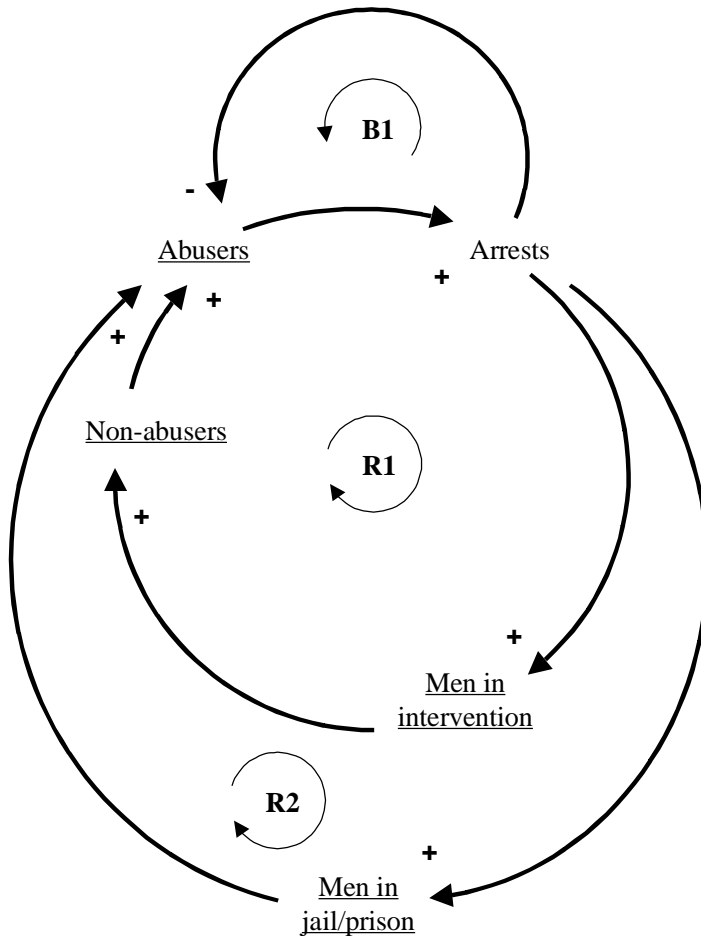 B1
-
Abusers
Arrests
+
+
+
Non-abusers
R1
+
+
Men in
intervention
R2
+
Men in
jail/prison